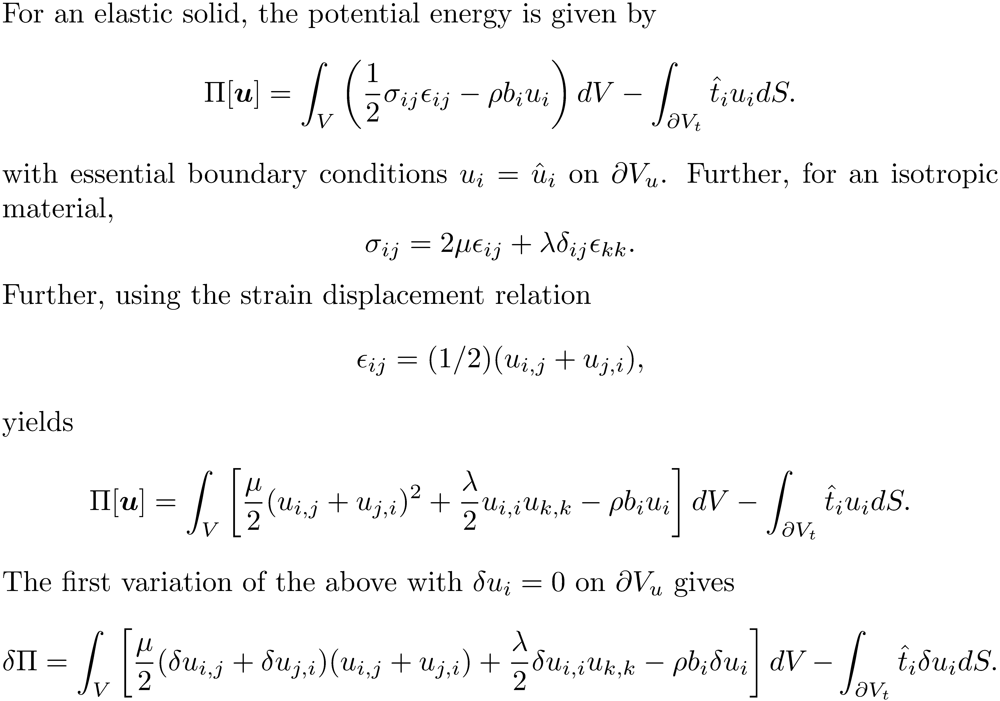 For an elastic solid, the potential energy is given by
$$\Pi[\boldsymbol{u}] = \int_V \left( \frac{1}{2} \sigma_{ij} \epsilon_{ij} - \rho b_i u_i \right) dV - \int_{\partial V_t} \hat{t}_i u_i dS.$$
with essential boundary conditions $u_i = \hat{u}_i$ on $\partial V_u$. Further, for an isotropic
material,
$$\sigma_{ij} = 2\mu\epsilon_{ij} + \lambda\delta_{ij}\epsilon_{kk}.$$
Further, using the strain displacement relation
$$\epsilon_{ij} = (1/2)(u_{i,j} + u_{j,i}),$$
yields
$$\Pi[\boldsymbol{u}] = \int_V \left[ \frac{\mu}{2} (u_{i,j} + u_{j,i})^2 + \frac{\lambda}{2} u_{i,i} u_{k,k} - \rho b_i u_i \right] dV - \int_{\partial V_t} \hat{t}_i u_i dS.$$
The first variation of the above with $\delta u_i = 0$ on $\partial V_u$ gives
$$\delta\Pi = \int_V \left[ \frac{\mu}{2} (\delta u_{i,j} + \delta u_{j,i})(u_{i,j} + u_{j,i}) + \frac{\lambda}{2} \delta u_{i,i} u_{k,k} - \rho b_i \delta u_i \right] dV - \int_{\partial V_t} \hat{t}_i \delta u_i dS.$$